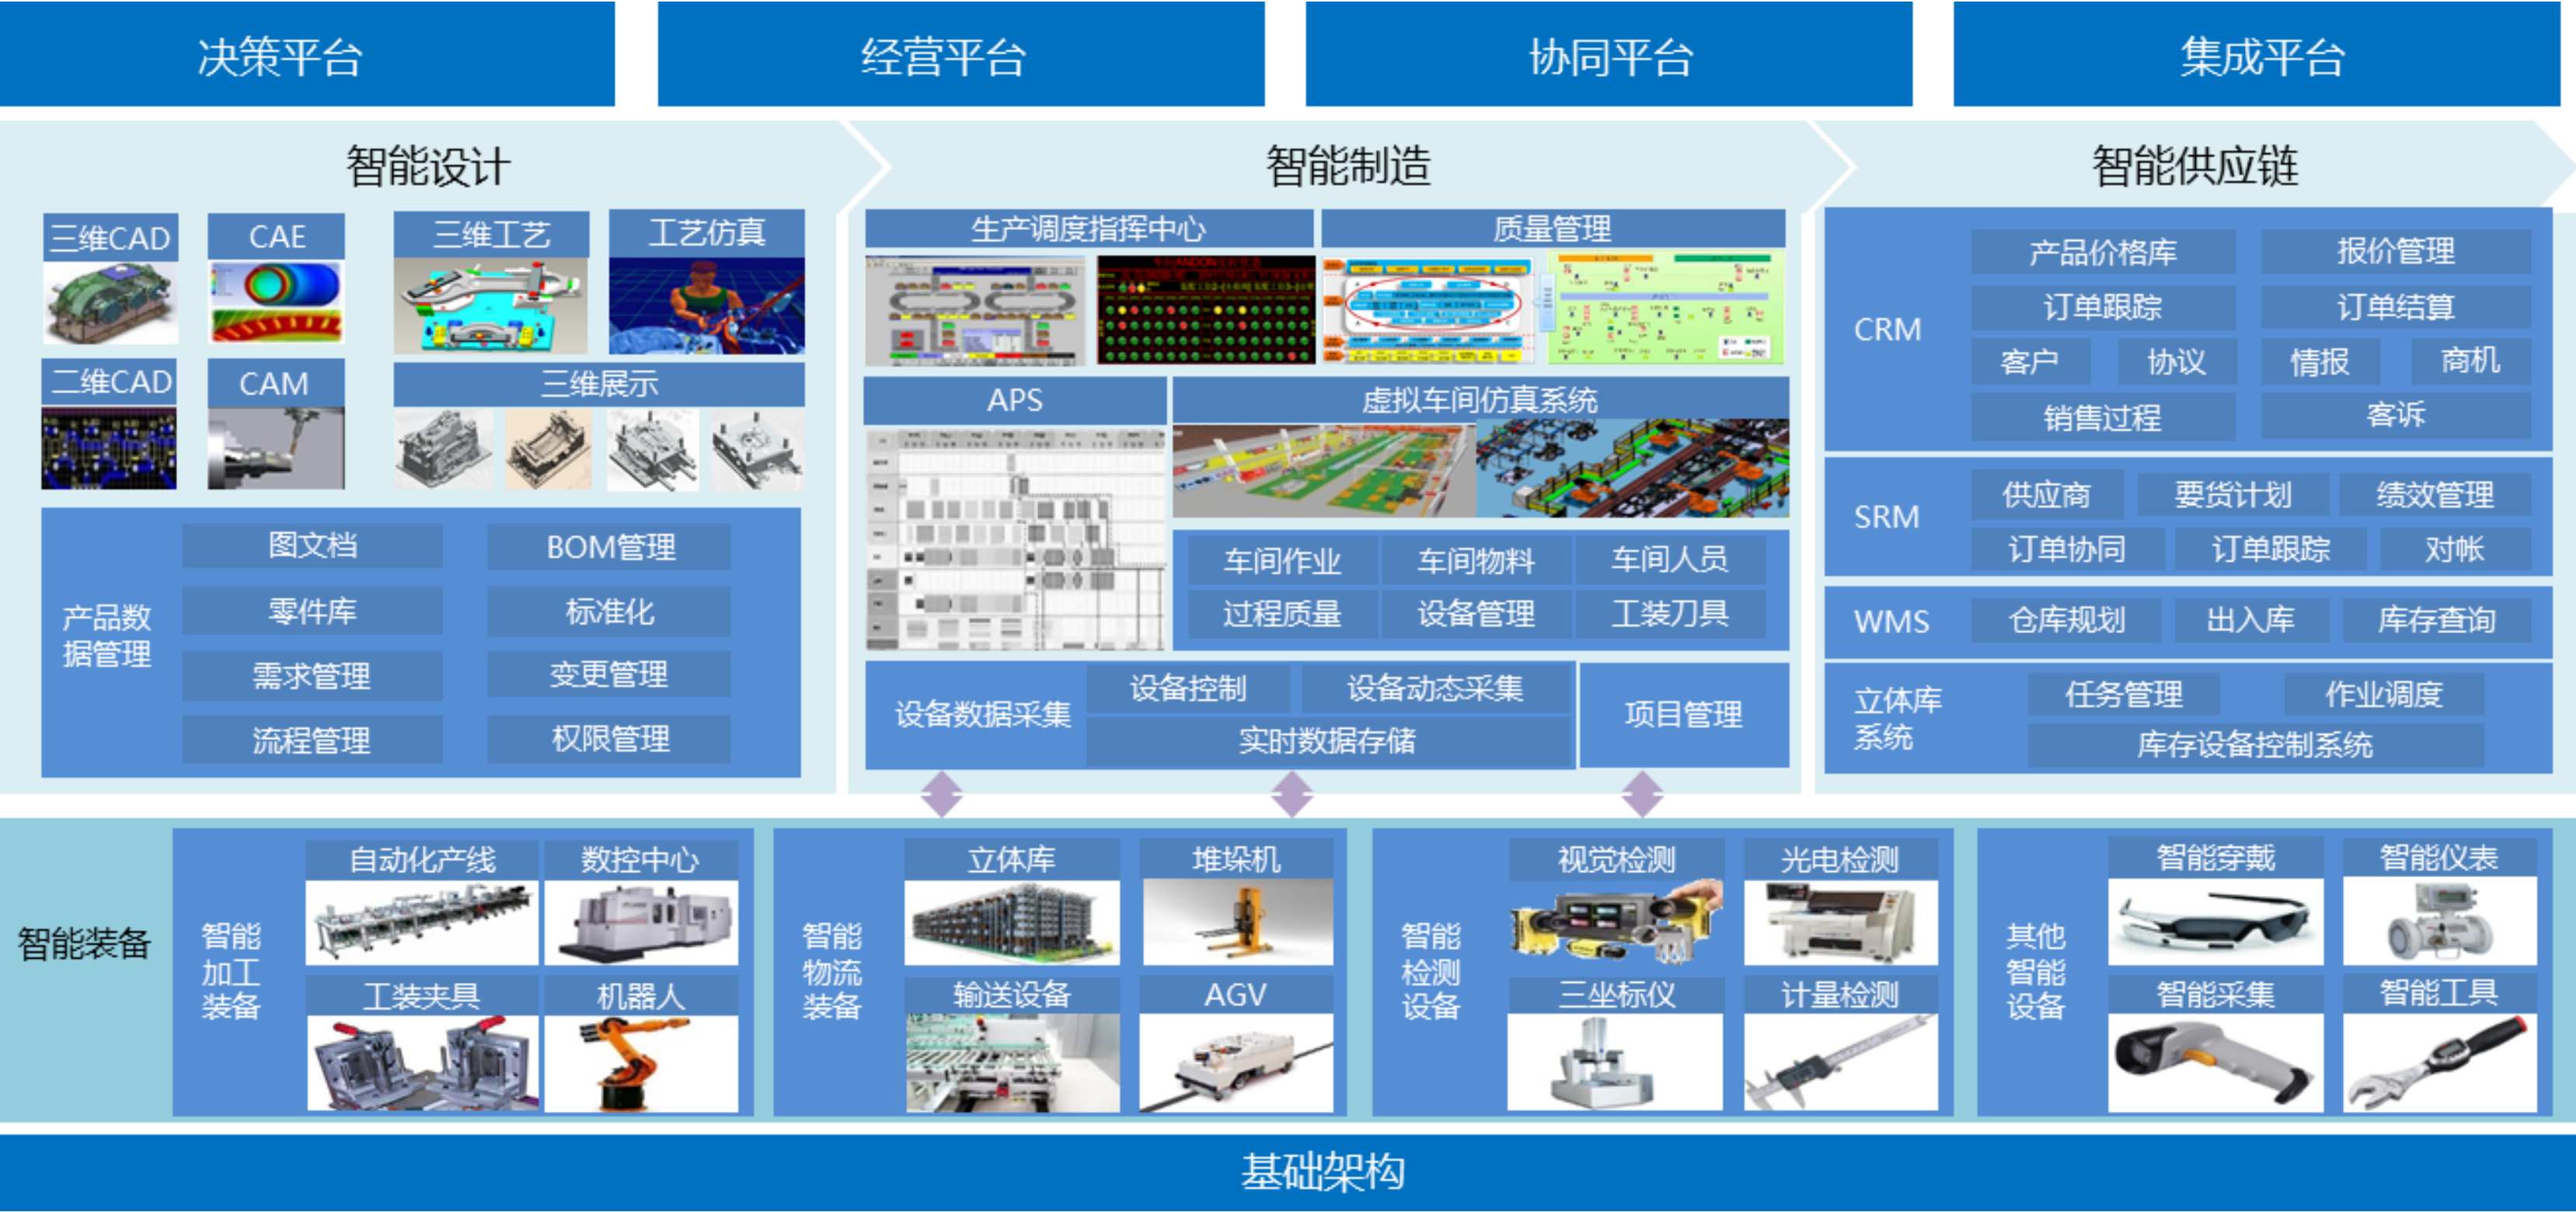 决策平台
经营平台
协同平台
集成平台
智能设计
智能制造
智能供应链
三维CAD
CAE
三维工艺
工艺仿真
二维CAD
CAM
三维展示
产品数
据管理
图文档
BOM管理
零件库
标准化
需求管理
变更管理
流程管理
权限管理
生产调度指挥中心
质量管理
APS
虚拟车间仿真系统
车间作业
车间物料
车间人员
过程质量
设备管理
工装刀具
设备数据采集
设备控制
设备动态采集
实时数据存储
项目管理
CRM
产品价格库
报价管理
订单跟踪
订单结算
客户
协议
情报
商机
销售过程
客诉
SRM
供应商
要货计划
绩效管理
订单协同
订单跟踪
对帐
WMS
仓库规划
出入库
库存查询
立体库
系统
任务管理
作业调度
库存设备控制系统
智能装备
智能
加工
装备
自动化产线
数控中心
工装夹具
机器人
智能
物流
装备
立体库
堆垛机
输送设备
AGV
智能
检测
设备
视觉检测
光电检测
三坐标仪
计量检测
其他
智能
设备
智能穿戴
智能仪表
智能采集
智能工具
基础架构